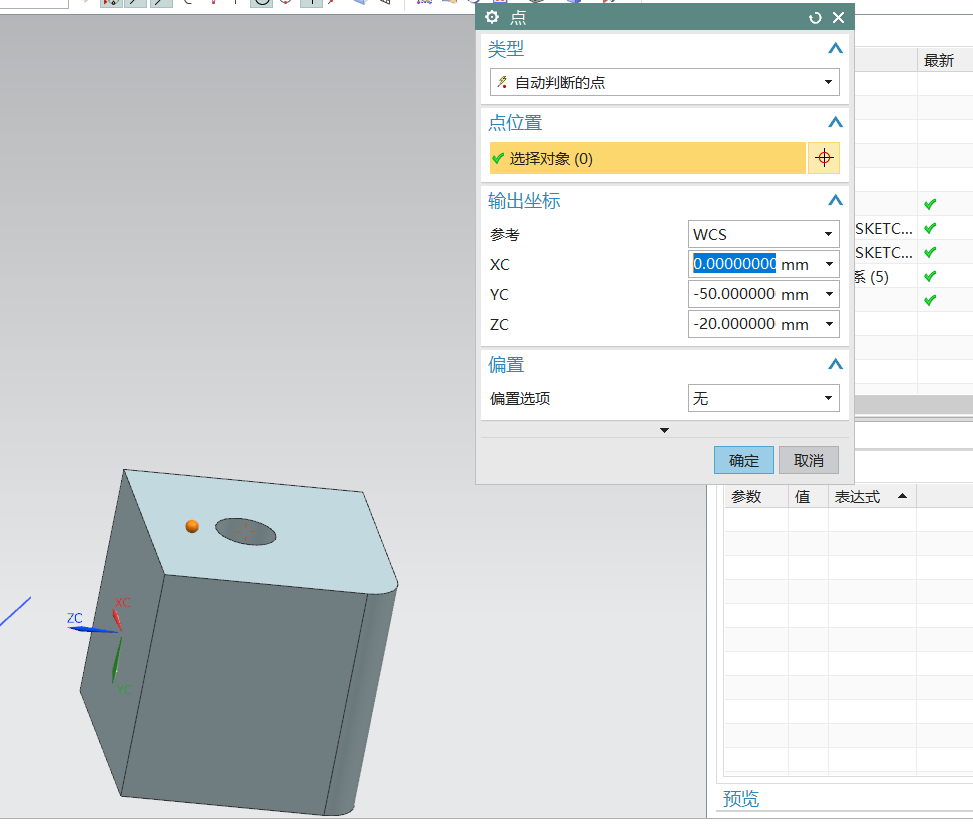 点
类型
自动判断的点
点位置
选择对象 (0)
输出坐标
参考
WCS
XC
0.00000000 mm
YC
-50.000000 mm
ZC
-20.000000 mm
偏置
偏置选项
无
确定
取消
最新
SKETC...
SKETC...
系 (5)
参数
值
表达式
预览
XC
ZC
YC